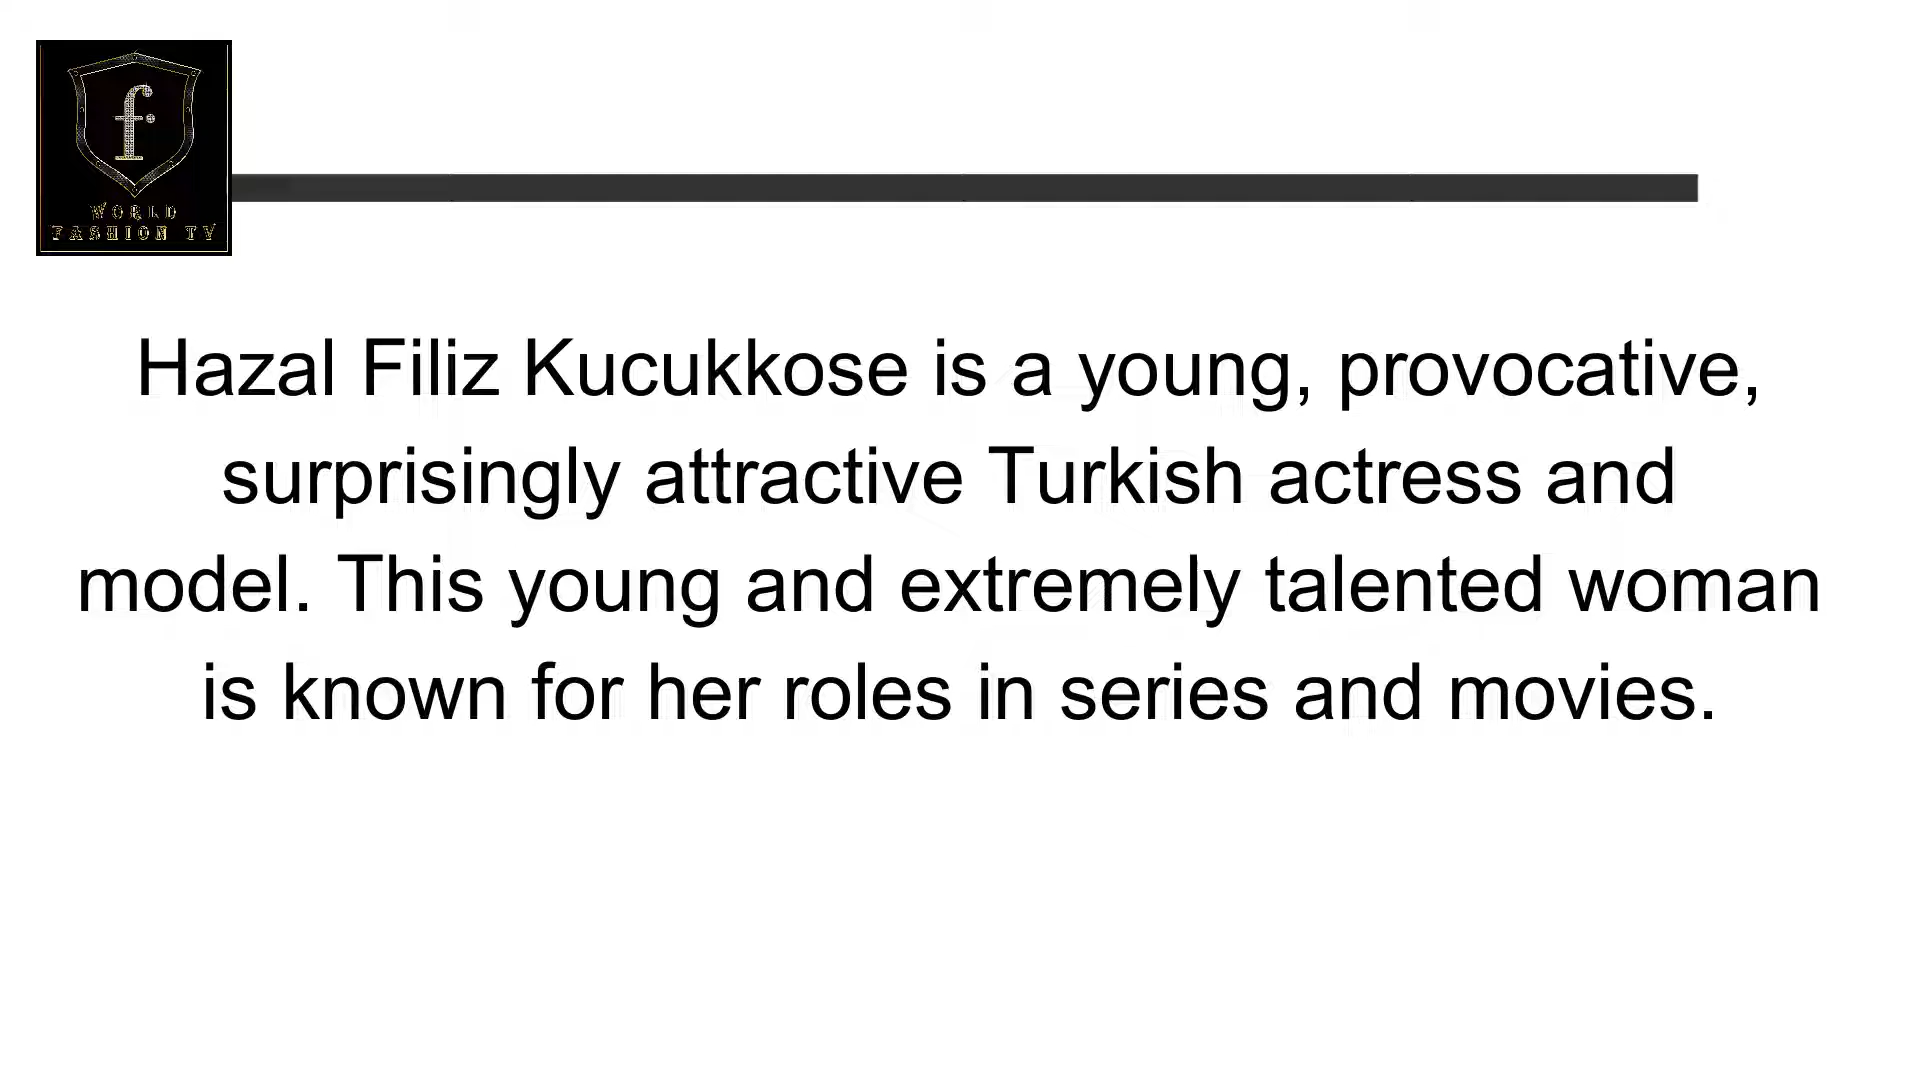 f
WORLD
FASHION TV
Hazal Filiz Kucukkose is a young, provocative,
surprisingly attractive Turkish actress and
model. This young and extremely talented woman
is known for her roles in series and movies.